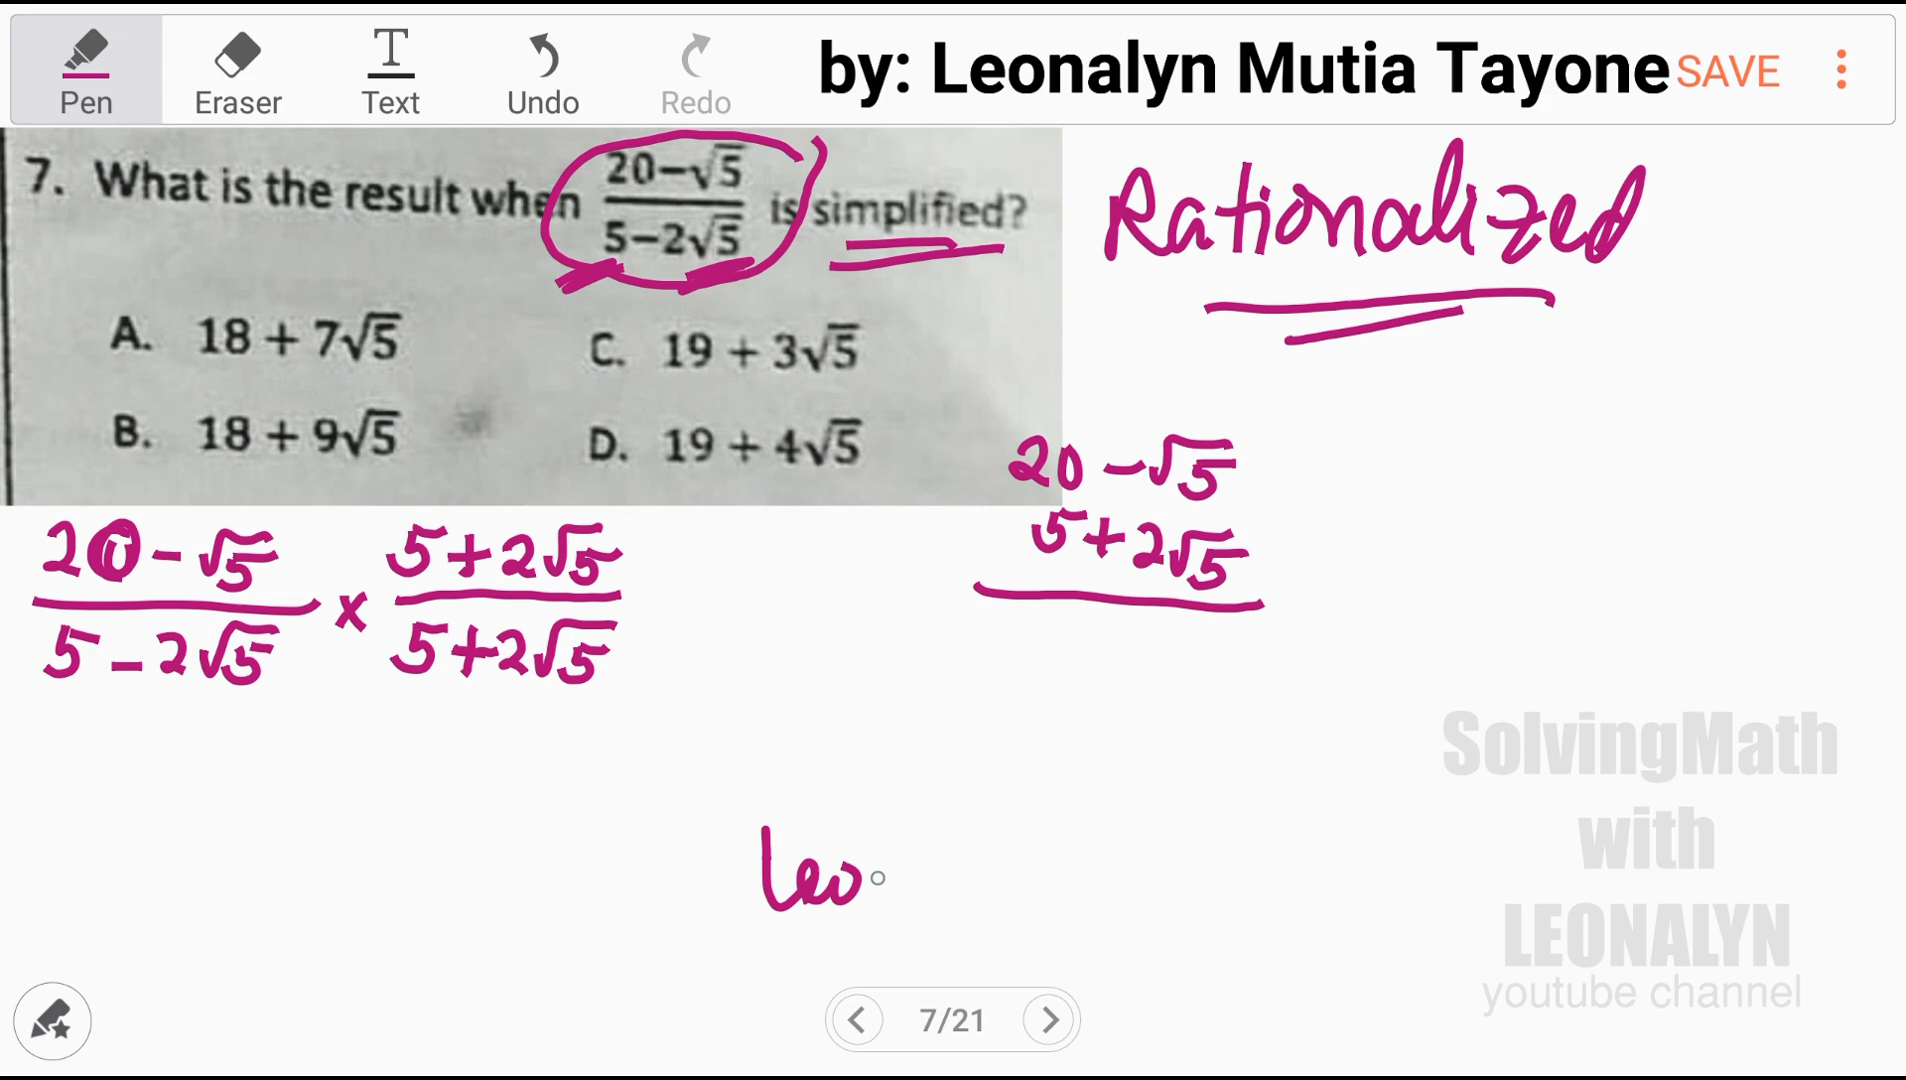 Pen
Eraser
Text
Undo
Redo
by: Leonalyn Mutia Tayone
SAVE
7. What is the result when (20-√5)/(5-2√5) is simplified?
Rationalized
A. 18 + 7√5
C. 19 + 3√5
B. 18 + 9√5
D. 19 + 4√5
20 - √5
5 + 2√5
(20 - √5)/(5 - 2√5) × (5 + 2√5)/(5 + 2√5)
SolvingMath
with
LEONALYN
youtube channel
Leo
7/21